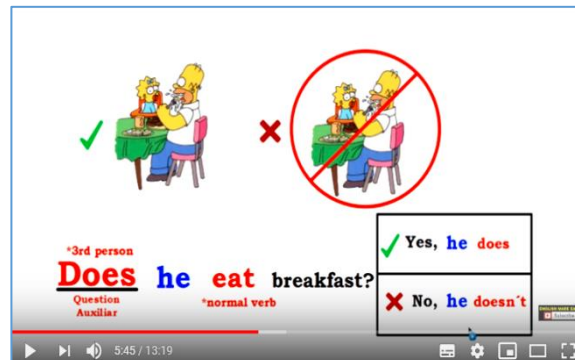 *3rd person
Does he eat breakfast?
Question
Auxiliar
*normal verb
Yes, he does
No, he doesn´t
5:45 / 13:19